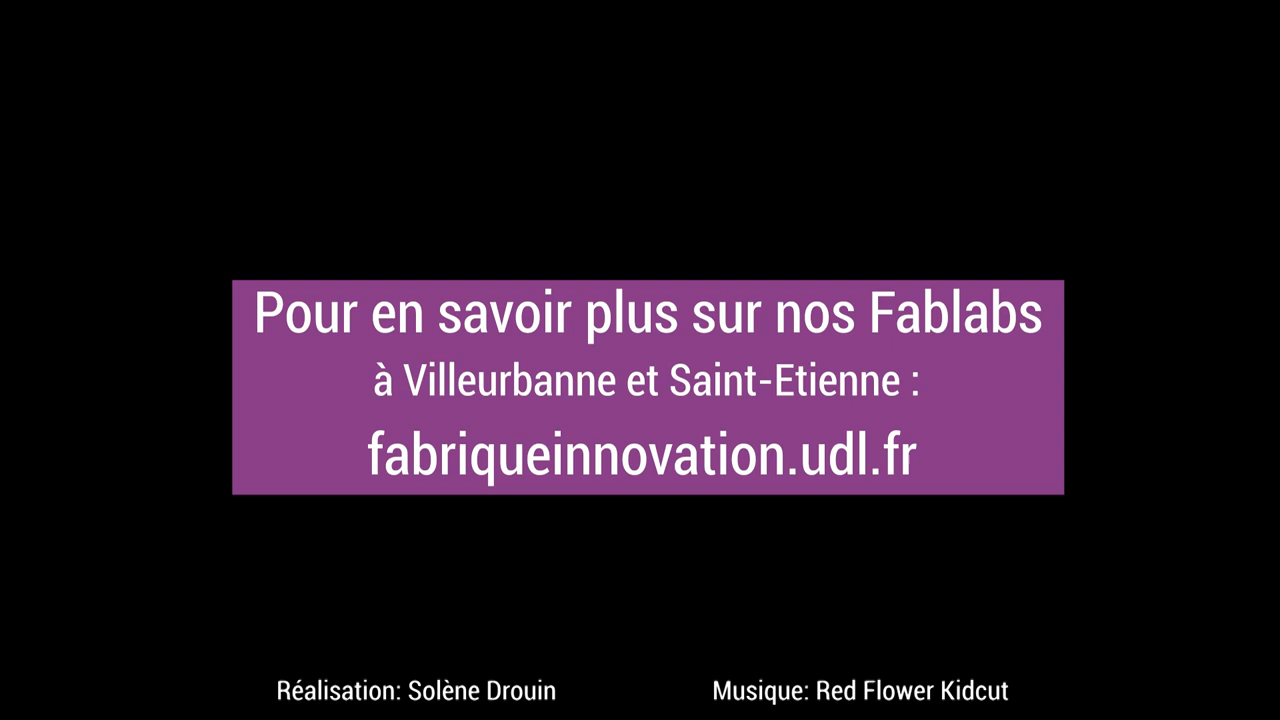 Pour en savoir plus sur nos Fablabs
à Villeurbanne et Saint-Etienne :
fabriqueinnovation.udl.fr
Réalisation: Solène Drouin
Musique: Red Flower Kidcut